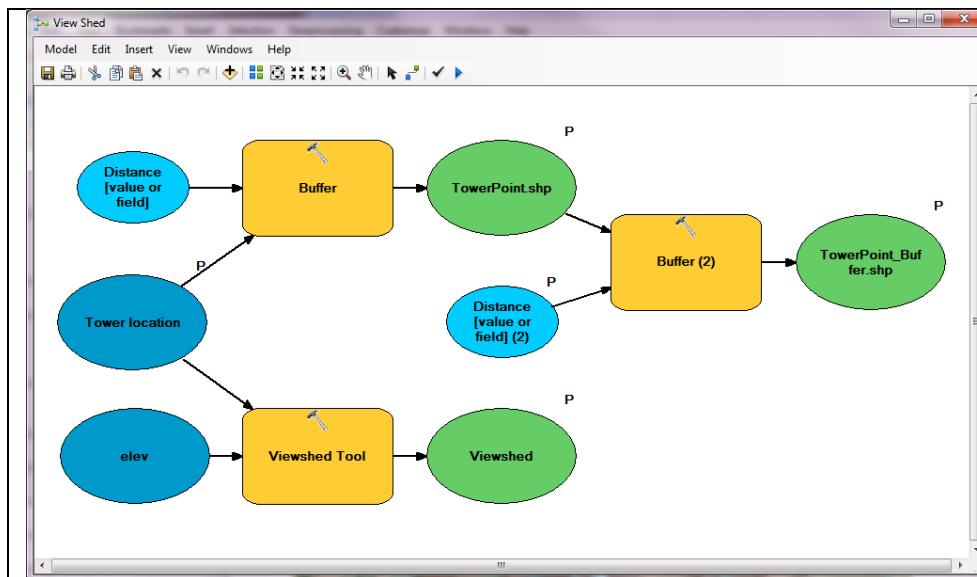 View Shed
Model Edit Insert View Windows Help
P
Distance
[value or
field]
Buffer
TowerPoint.shp
P
Buffer (2)
TowerPoint_Buf
fer.shp
P
Tower location
P
Distance
[value or
field] (2)
P
elev
Viewshed Tool
Viewshed